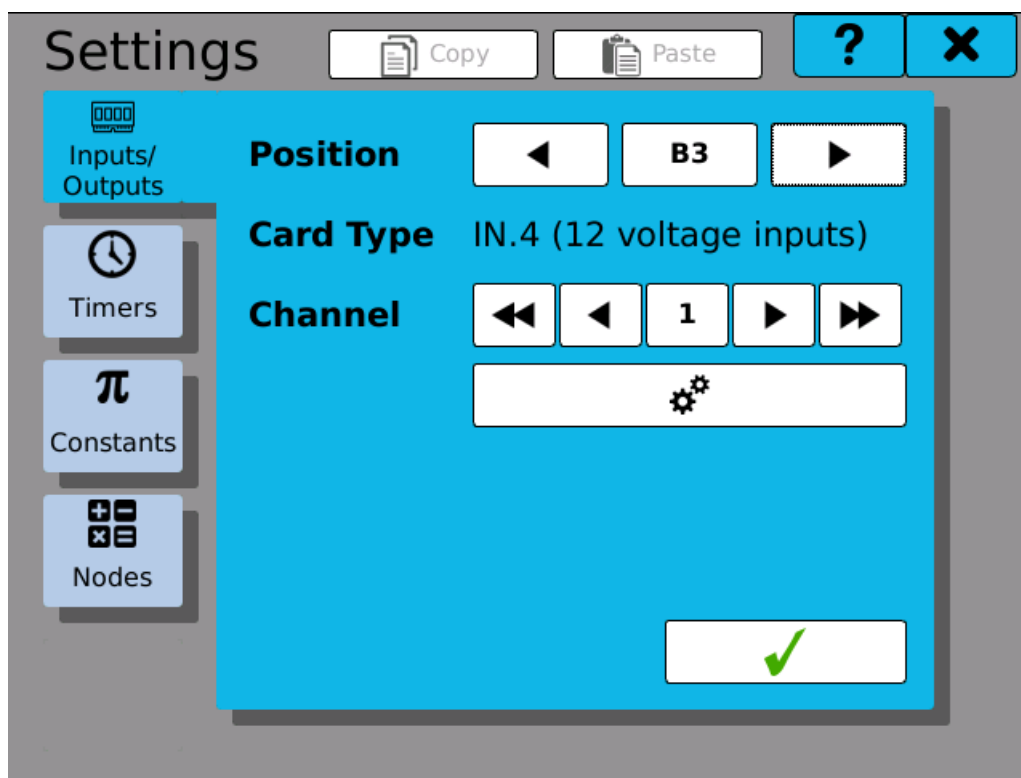 Settings
Copy
Paste
?
Inputs/
Outputs
Position
B3
Card Type
IN.4 (12 voltage inputs)
Timers
Channel
1
π
Constants
Nodes